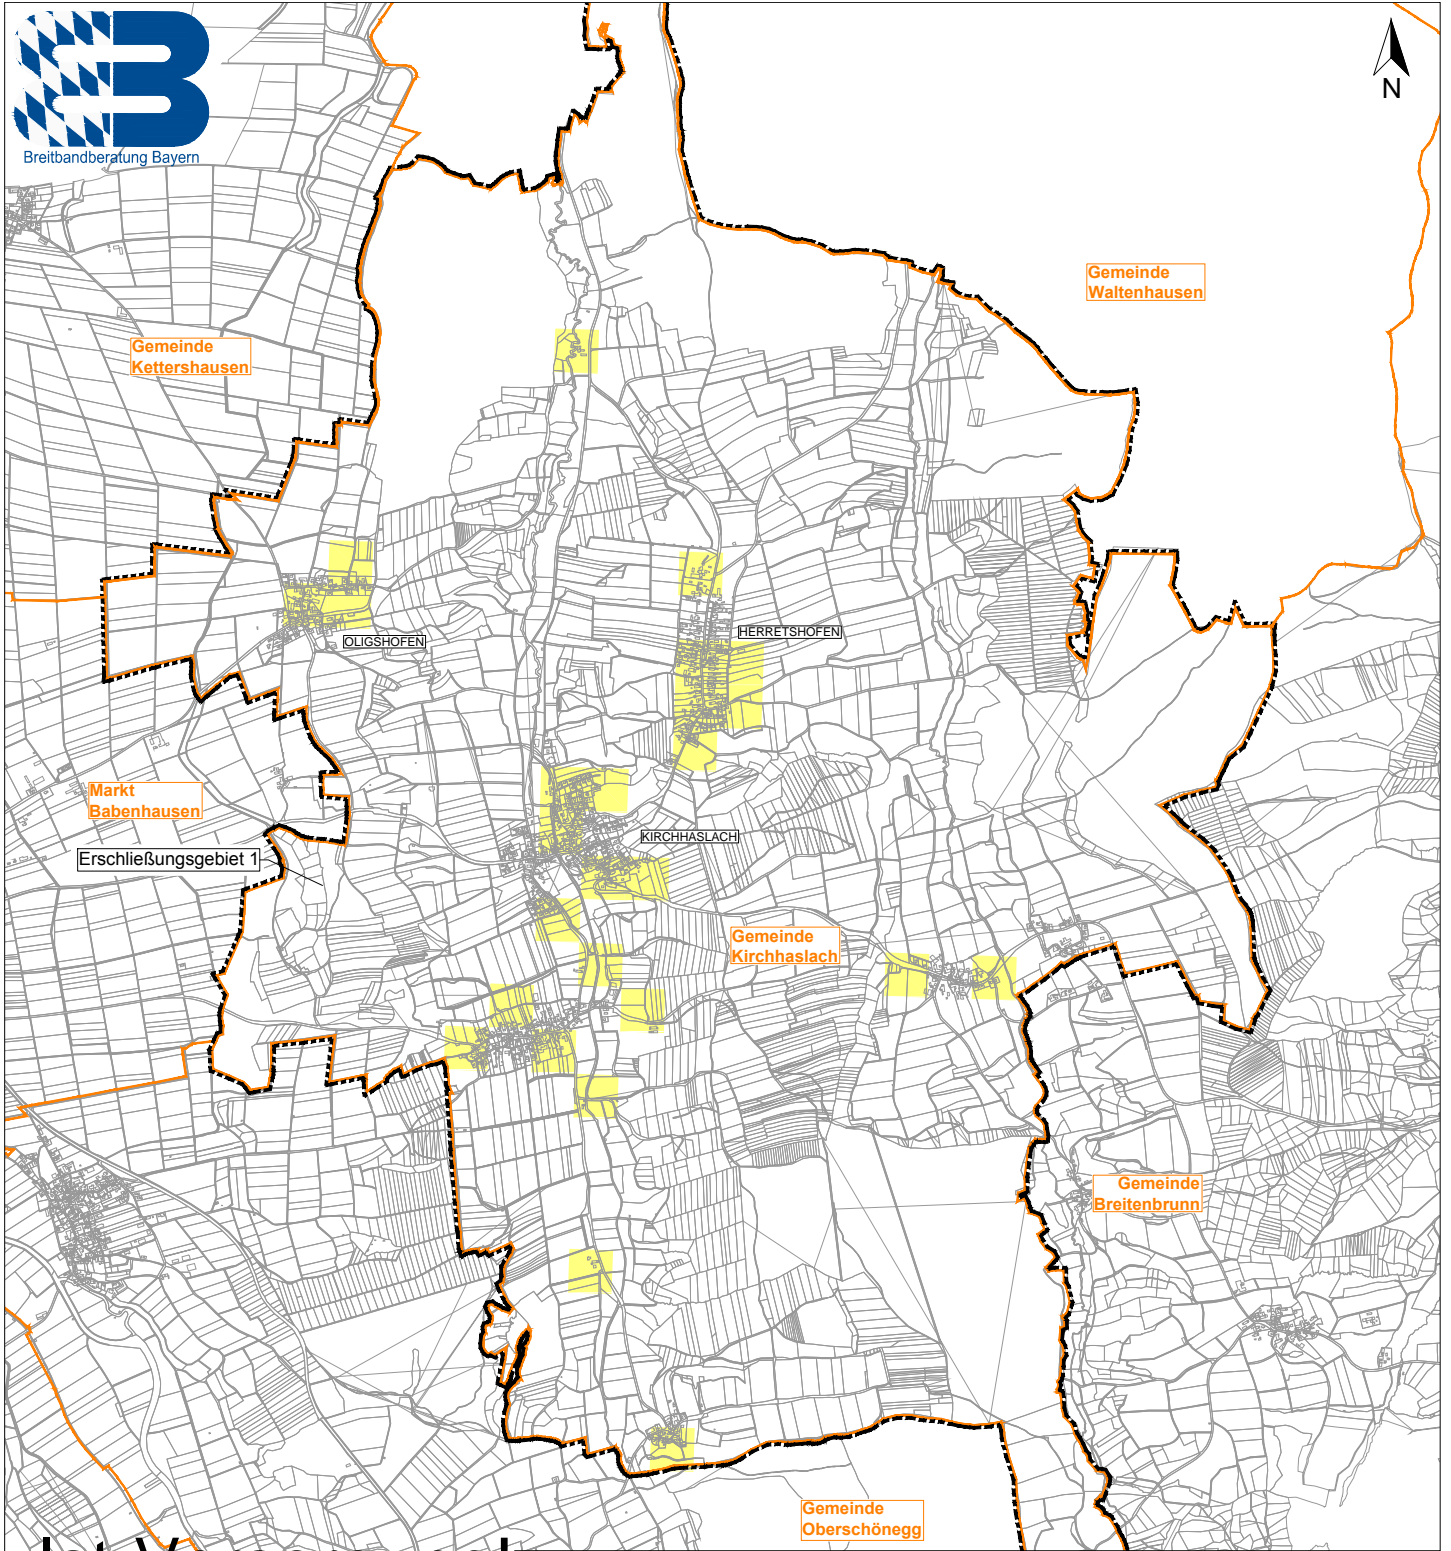 Breitbandberatung Bayern
N
Gemeinde
Waltenhausen
Gemeinde
Kettershausen
OLIGSHOFEN
HERRETSHOFEN
Markt
Babenhausen
KIRCHHASLACH
Erschließungsgebiet 1
Gemeinde
Kirchhaslach
Gemeinde
Breitenbrunn
Gemeinde
Oberschönegg